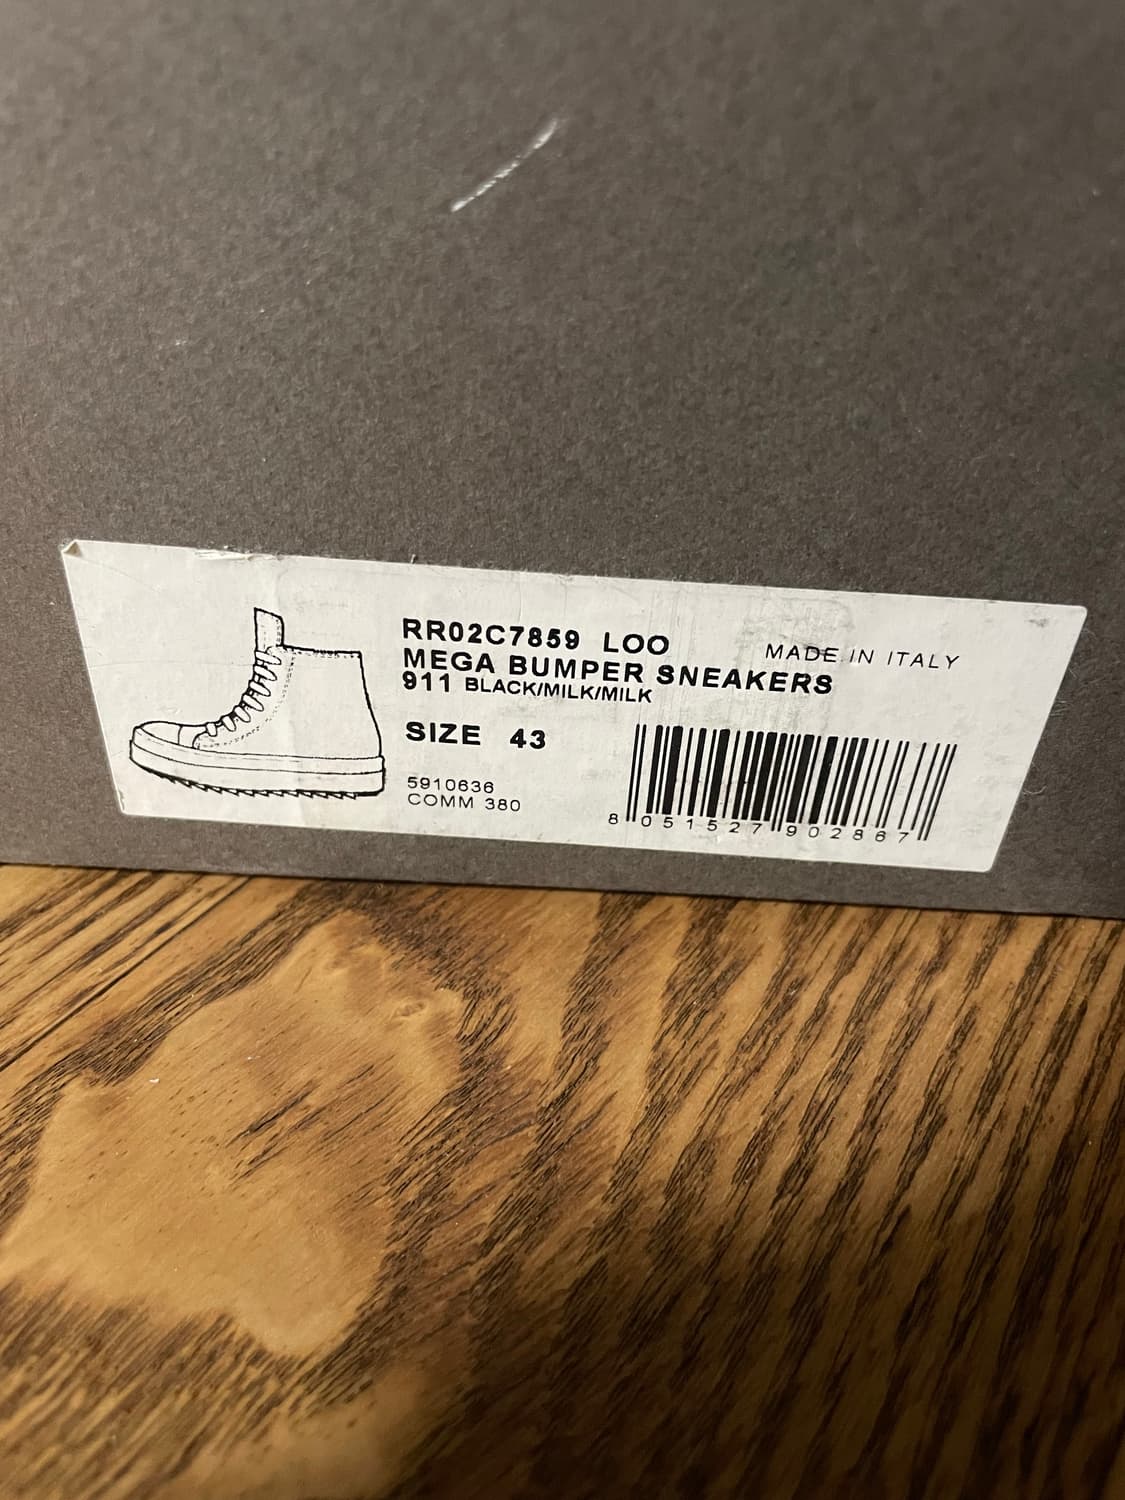 RR02C7859 LOO
MADE IN ITALY
MEGA BUMPER SNEAKERS
911 BLACK/MILK/MILK
SIZE 43
5910636
COMM 380
8 051527 902867